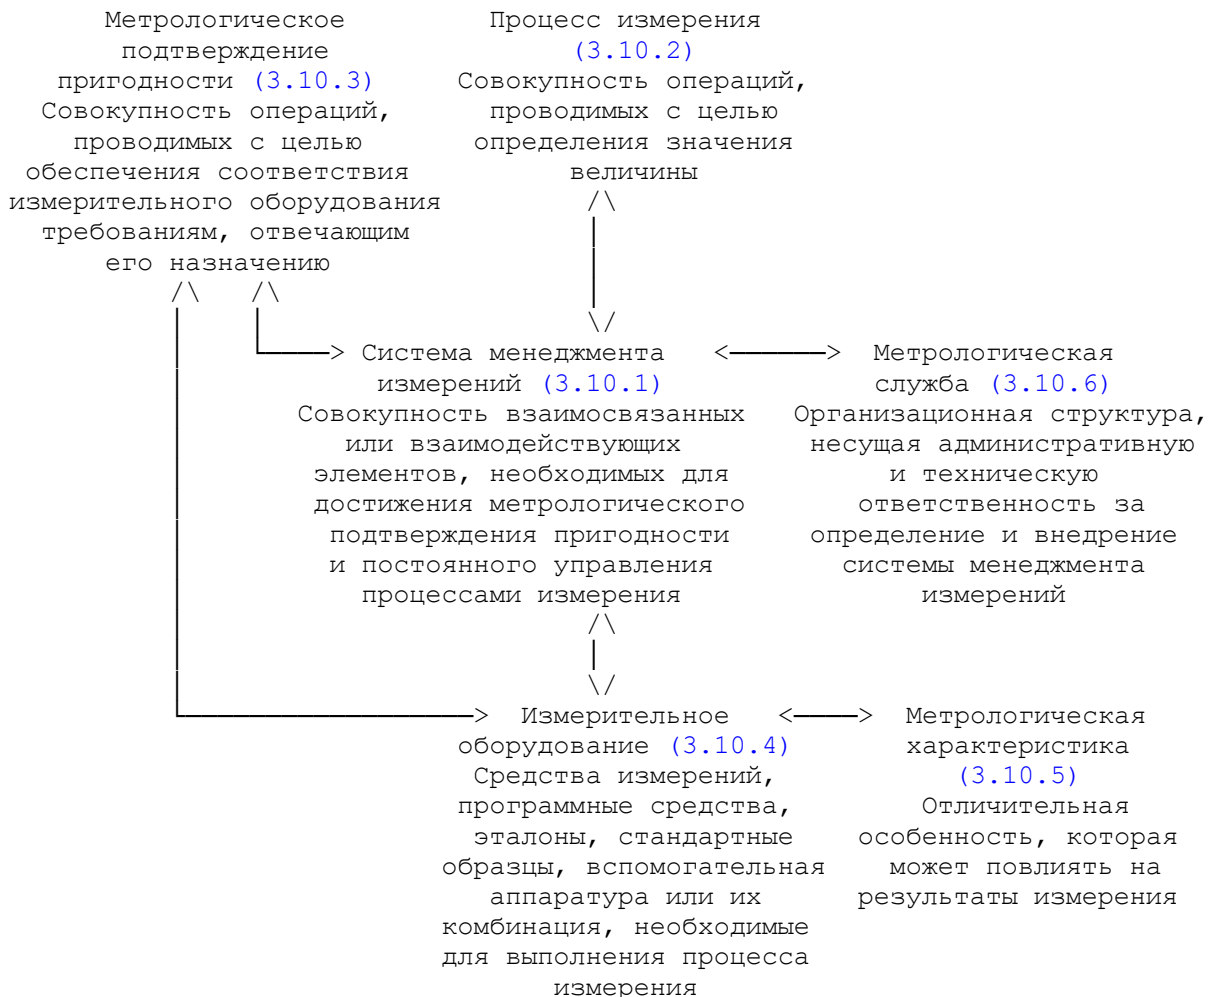 Метрологическое
подтверждение
пригодности (3.10.3)
Совокупность операций,
проводимых с целью
обеспечения соответствия
измерительного оборудования
требованиям, отвечающим
его назначению
Процесс измерения
(3.10.2)
Совокупность операций,
проводимых с целью
определения значения
величины
Система менеджмента
измерений (3.10.1)
Совокупность взаимосвязанных
или взаимодействующих
элементов, необходимых для
достижения метрологического
подтверждения пригодности
и постоянного управления
процессами измерения
Метрологическая
служба (3.10.6)
Организационная структура,
несущая административную
и техническую
ответственность за
определение и внедрение
системы менеджмента
измерений
Измерительное
оборудование (3.10.4)
Средства измерений,
программные средства,
эталоны, стандартные
образцы, вспомогательная
аппаратура или их
комбинация, необходимые
для выполнения процесса
измерения
Метрологическая
характеристика
(3.10.5)
Отличительная
особенность, которая
может повлиять на
результаты измерения